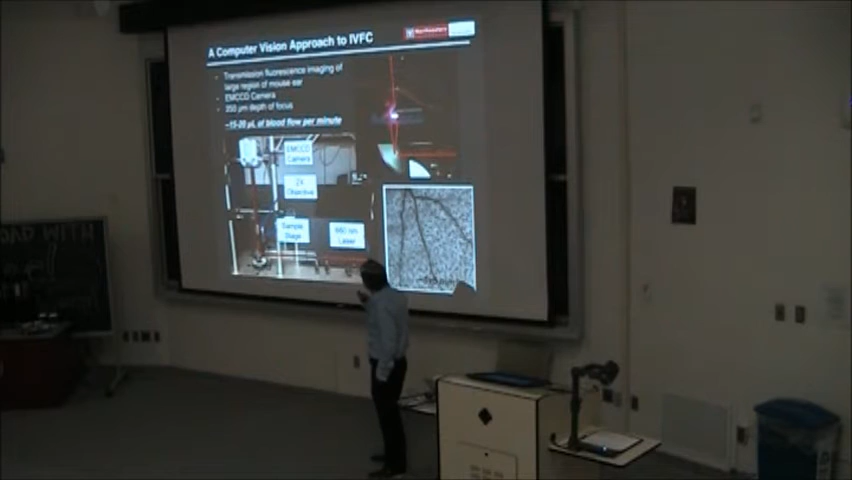 A Computer Vision Approach to IVFC
Northeastern
- Transmission fluorescence imaging of
large region of mouse ear
- EMCCD Camera
- 350 µm depth of focus
~15-20 µL of blood flow per minute
EMCCD
Camera
2x
Objective
Sample
Stage
660 nm
Laser
WITH